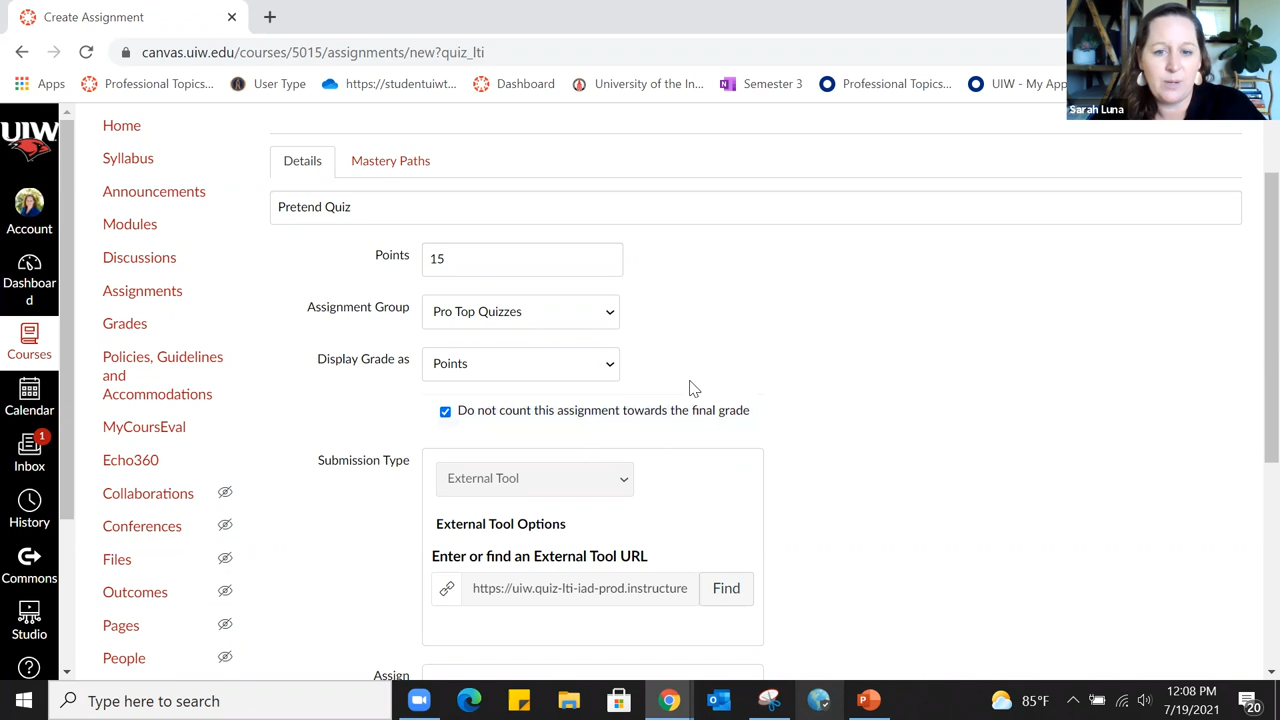 Create Assignment
canvas.uiw.edu/courses/5015/assignments/new?quiz_lti
Apps
Professional Topics...
User Type
https://studentuiwt...
Dashboard
University of the In...
Semester 3
Professional Topics...
UIW - My App
Sarah Luna
UIW
Account
Dashboar
d
Courses
Calendar
1
Inbox
History
Commons
Studio
Home
Syllabus
Announcements
Modules
Discussions
Assignments
Grades
Policies, Guidelines
and
Accommodations
MyCoursEval
Echo360
Collaborations
Conferences
Files
Outcomes
Pages
People
Details
Mastery Paths
Pretend Quiz
Points
15
Assignment Group
Pro Top Quizzes
Display Grade as
Points
Do not count this assignment towards the final grade
Submission Type
External Tool
External Tool Options
Enter or find an External Tool URL
https://uiw.quiz-lti-iad-prod.instructure
Find
Assign
Type here to search
85°F
12:08 PM
7/19/2021
20